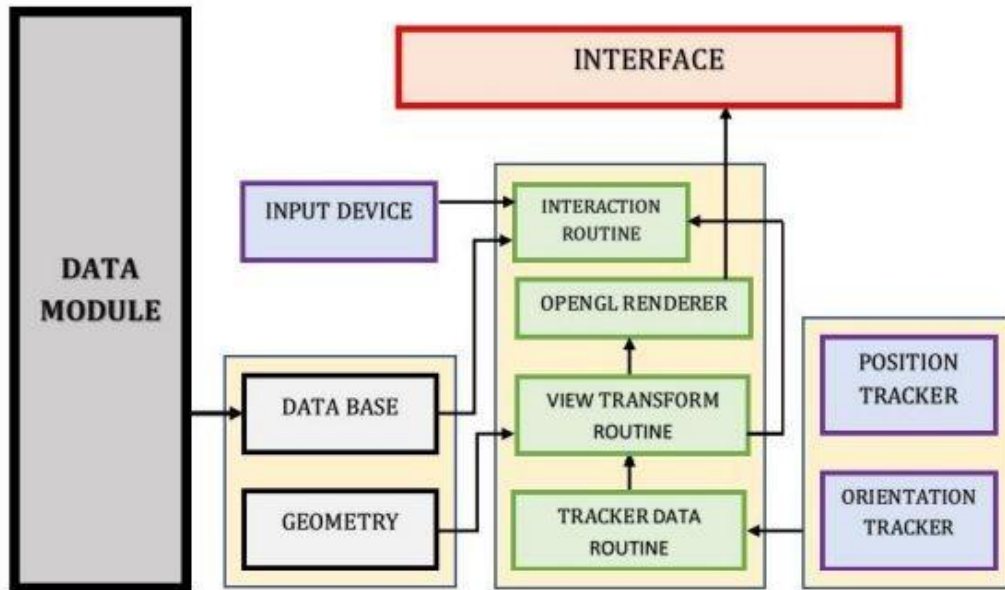 INTERFACE
INPUT DEVICE
INTERACTION
ROUTINE
DATA
MODULE
OPENGL RENDERER
POSITION
TRACKER
DATA BASE
VIEW TRANSFORM
ROUTINE
GEOMETRY
TRACKER DATA
ROUTINE
ORIENTATION
TRACKER